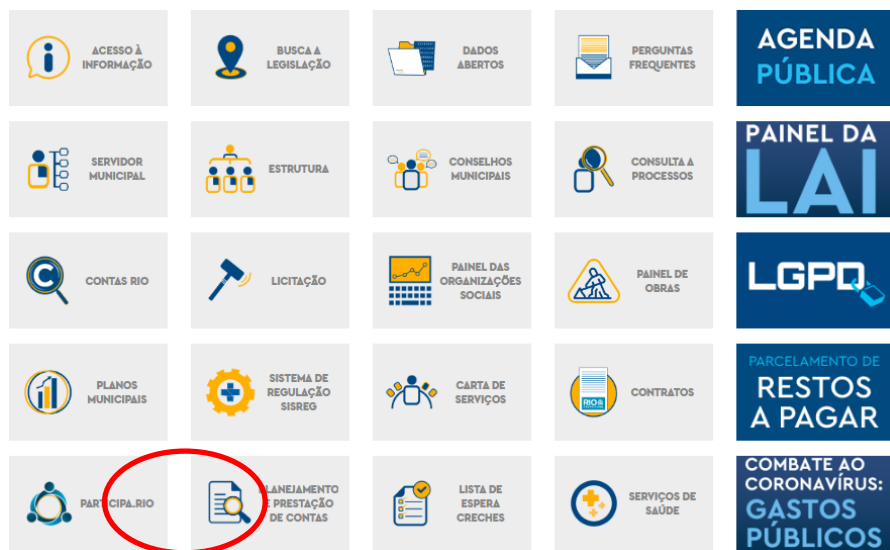 ACESSO À
INFORMAÇÃO
BUSCA A
LEGISLAÇÃO
DADOS
ABERTOS
PERGUNTAS
FREQUENTES
AGENDA
PÚBLICA
SERVIDOR
MUNICIPAL
ESTRUTURA
CONSELHOS
MUNICIPAIS
CONSULTA A
PROCESSOS
PAINEL DA
LAI
CONTAS RIO
LICITAÇÃO
PAINEL DAS
ORGANIZAÇÕES
SOCIAIS
PAINEL DE
OBRAS
LGPD
PLANOS
MUNICIPAIS
SISTEMA DE
REGULAÇÃO
SISREG
CARTA DE
SERVIÇOS
RIO
CONTRATOS
PARCELAMENTO DE
RESTOS
A PAGAR
PARTICIPA.RIO
PLANEJAMENTO
E PRESTAÇÃO
DE CONTAS
LISTA DE
ESPERA
CRECHES
SERVIÇOS DE
SAÚDE
COMBATE AO
CORONAVÍRUS:
GASTOS
PÚBLICOS